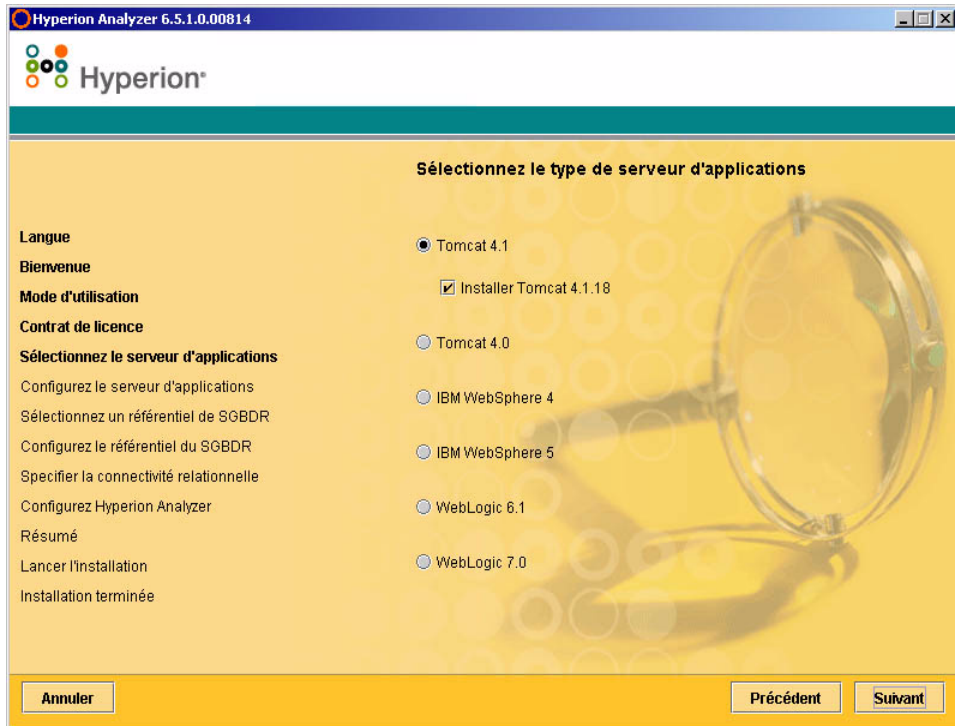 Hyperion Analyzer 6.5.1.0.00814
Hyperion®
Sélectionnez le type de serveur d'applications
Langue
Bienvenue
Mode d'utilisation
Contrat de licence
Sélectionnez le serveur d'applications
Configurez le serveur d'applications
Sélectionnez un référentiel de SGBDR
Configurez le référentiel du SGBDR
Specifier la connectivité relationnelle
Configurez Hyperion Analyzer
Résumé
Lancer l'installation
Installation terminée
Tomcat 4.1
Installer Tomcat 4.1.18
Tomcat 4.0
IBM WebSphere 4
IBM WebSphere 5
WebLogic 6.1
WebLogic 7.0
Annuler
Précédent
Suivant